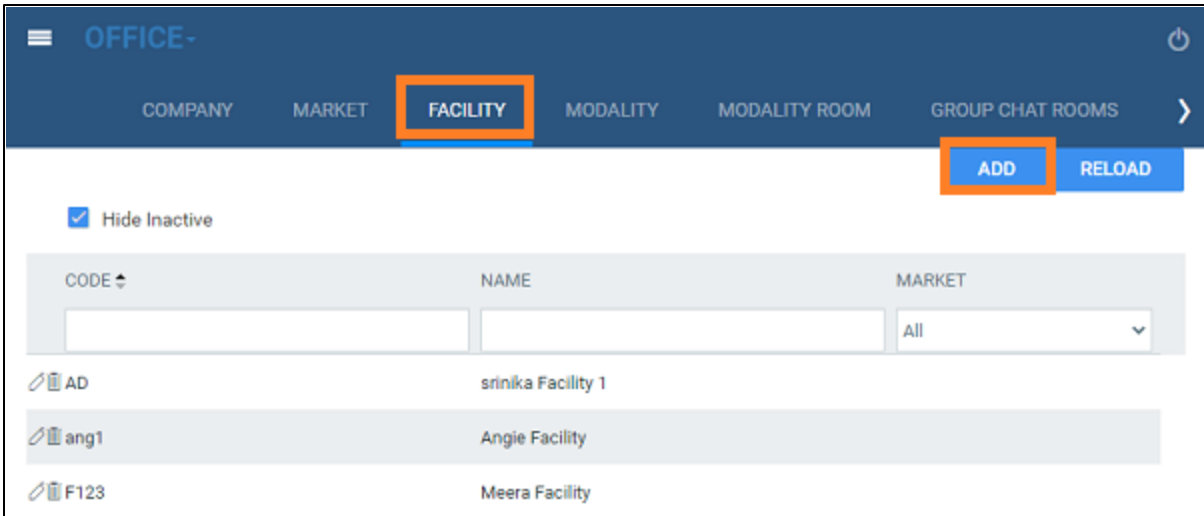 OFFICE
COMPANY MARKET FACILITY MODALITY MODALITY ROOM GROUP CHAT ROOMS
ADD RELOAD
Hide Inactive
CODE NAME MARKET
All
AD srinika Facility 1
ang1 Angie Facility
F123 Meera Facility